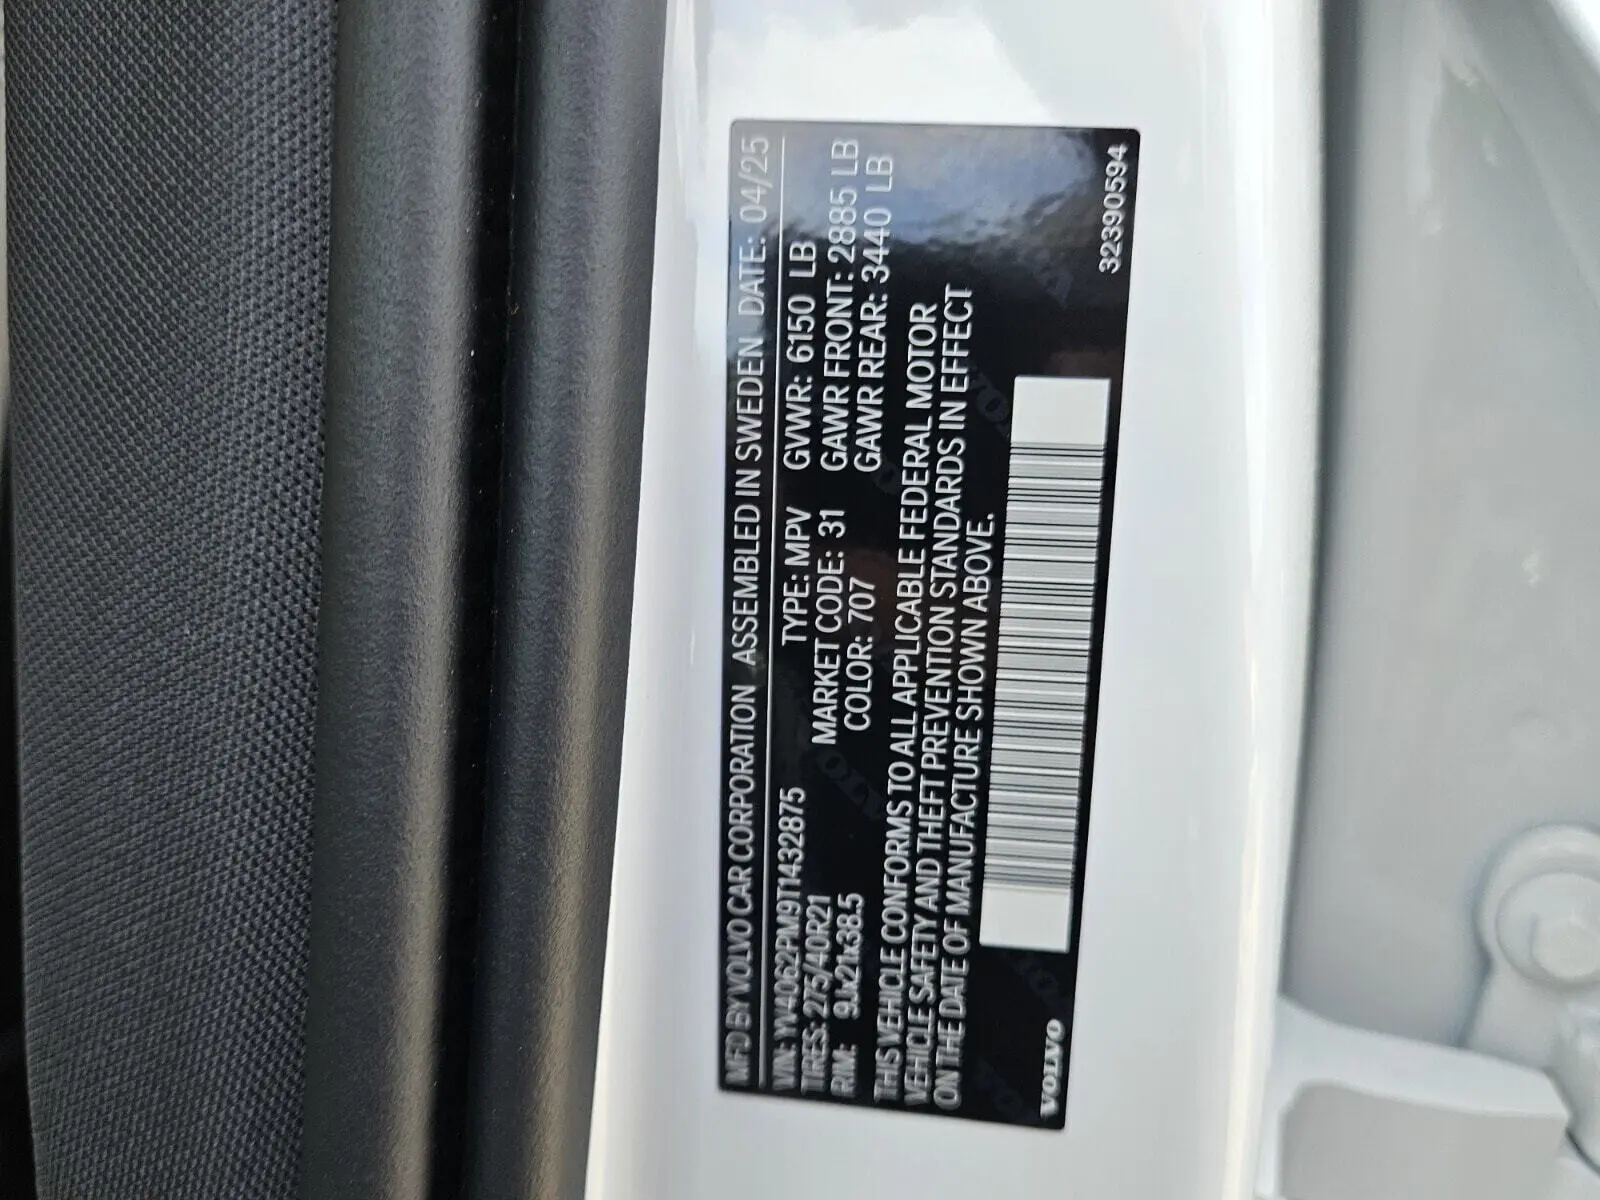 MFD BY VOLVO CAR CORPORATION ASSEMBLED IN SWEDEN DATE: 04/25
VIN: YV4062PM9T1432875 TYPE: MPV GVWR: 6150 LB
TIRES: 275/40R21 MARKET CODE: 31 GAWR FRONT: 2885 LB
RIM: 9Jx21x38.5 COLOR: 707 GAWR REAR: 3440 LB
THIS VEHICLE CONFORMS TO ALL APPLICABLE FEDERAL MOTOR
VEHICLE SAFETY AND THEFT PREVENTION STANDARDS IN EFFECT
ON THE DATE OF MANUFACTURE SHOWN ABOVE.
VOLVO 32390594